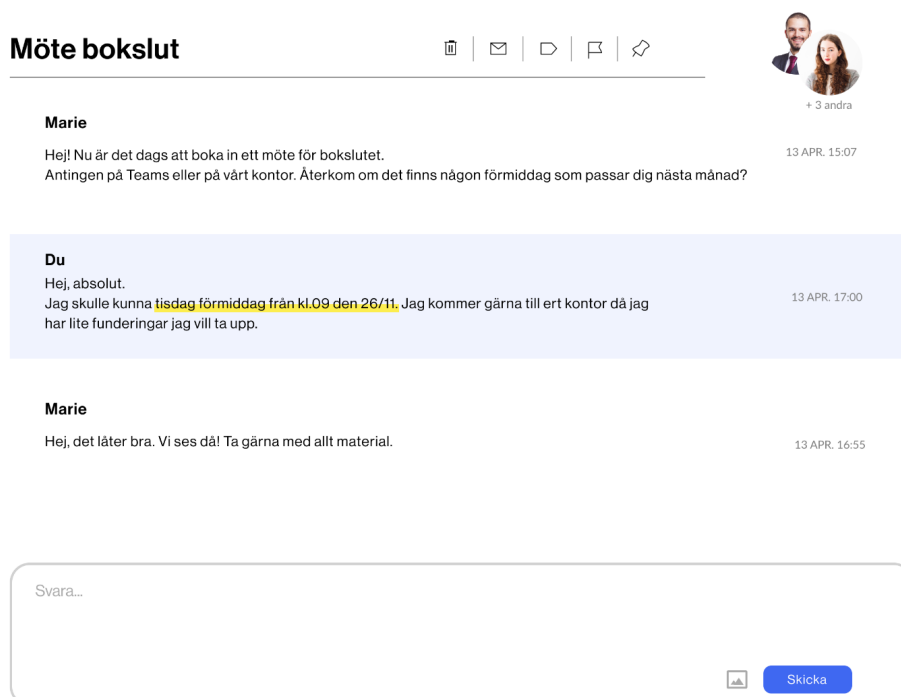 Möte bokslut
+ 3 andra
Marie
Hej! Nu är det dags att boka in ett möte för bokslutet.
13 APR. 15:07
Antingen på Teams eller på vårt kontor. Återkom om det finns någon förmiddag som passar dig nästa månad?
Du
Hej, absolut.
Jag skulle kunna tisdag förmiddag från kl.09 den 26/11. Jag kommer gärna till ert kontor då jag
13 APR. 17:00
har lite funderingar jag vill ta upp.
Marie
Hej, det låter bra. Vi ses då! Ta gärna med allt material.
13 APR. 16:55
Svara...
Skicka